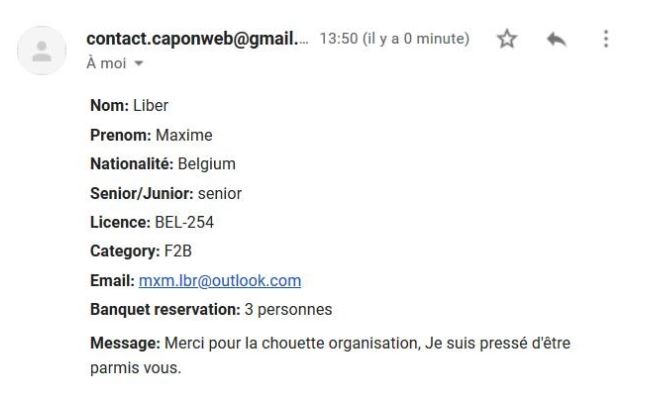 contact.caponweb@gmail.... 13:50 (il y a 0 minute)
À moi
Nom: Liber
Prenom: Maxime
Nationalité: Belgium
Senior/Junior: senior
Licence: BEL-254
Category: F2B
Email: mxm.lbr@outlook.com
Banquet reservation: 3 personnes
Message: Merci pour la chouette organisation, Je suis pressé d'être
parmis vous.